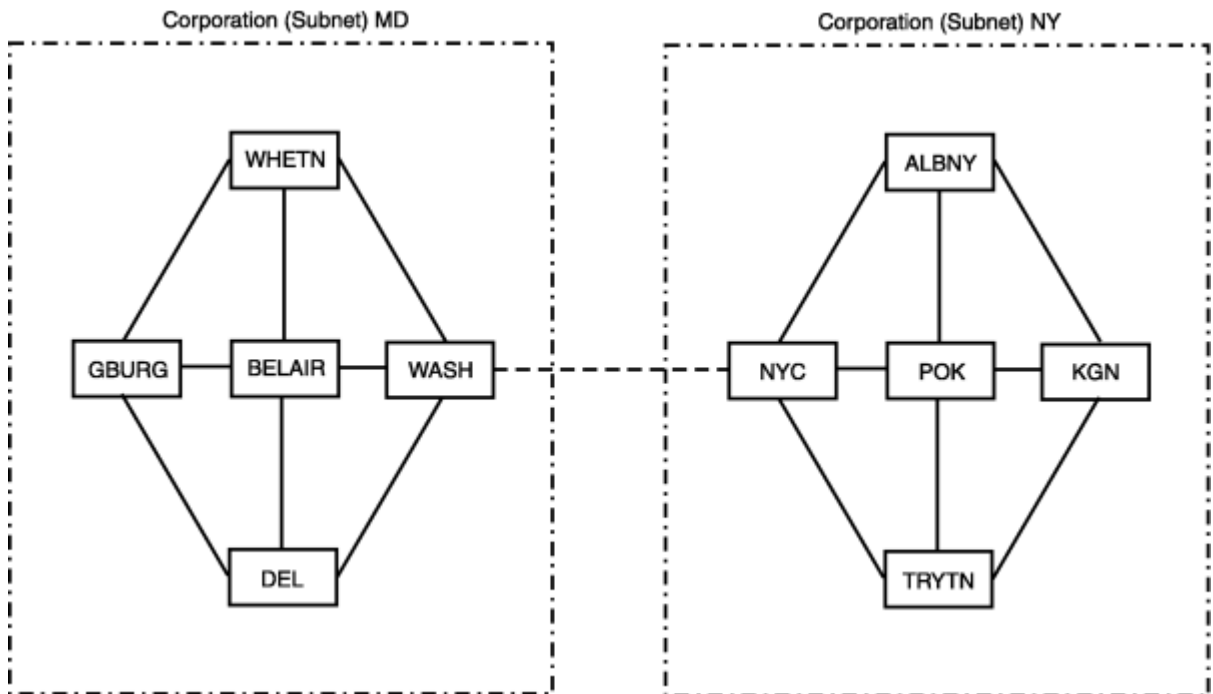 Corporation (Subnet) MD
Corporation (Subnet) NY
WHETN
ALBNY
GBURG
BELAIR
WASH
NYC
POK
KGN
DEL
TRYTN